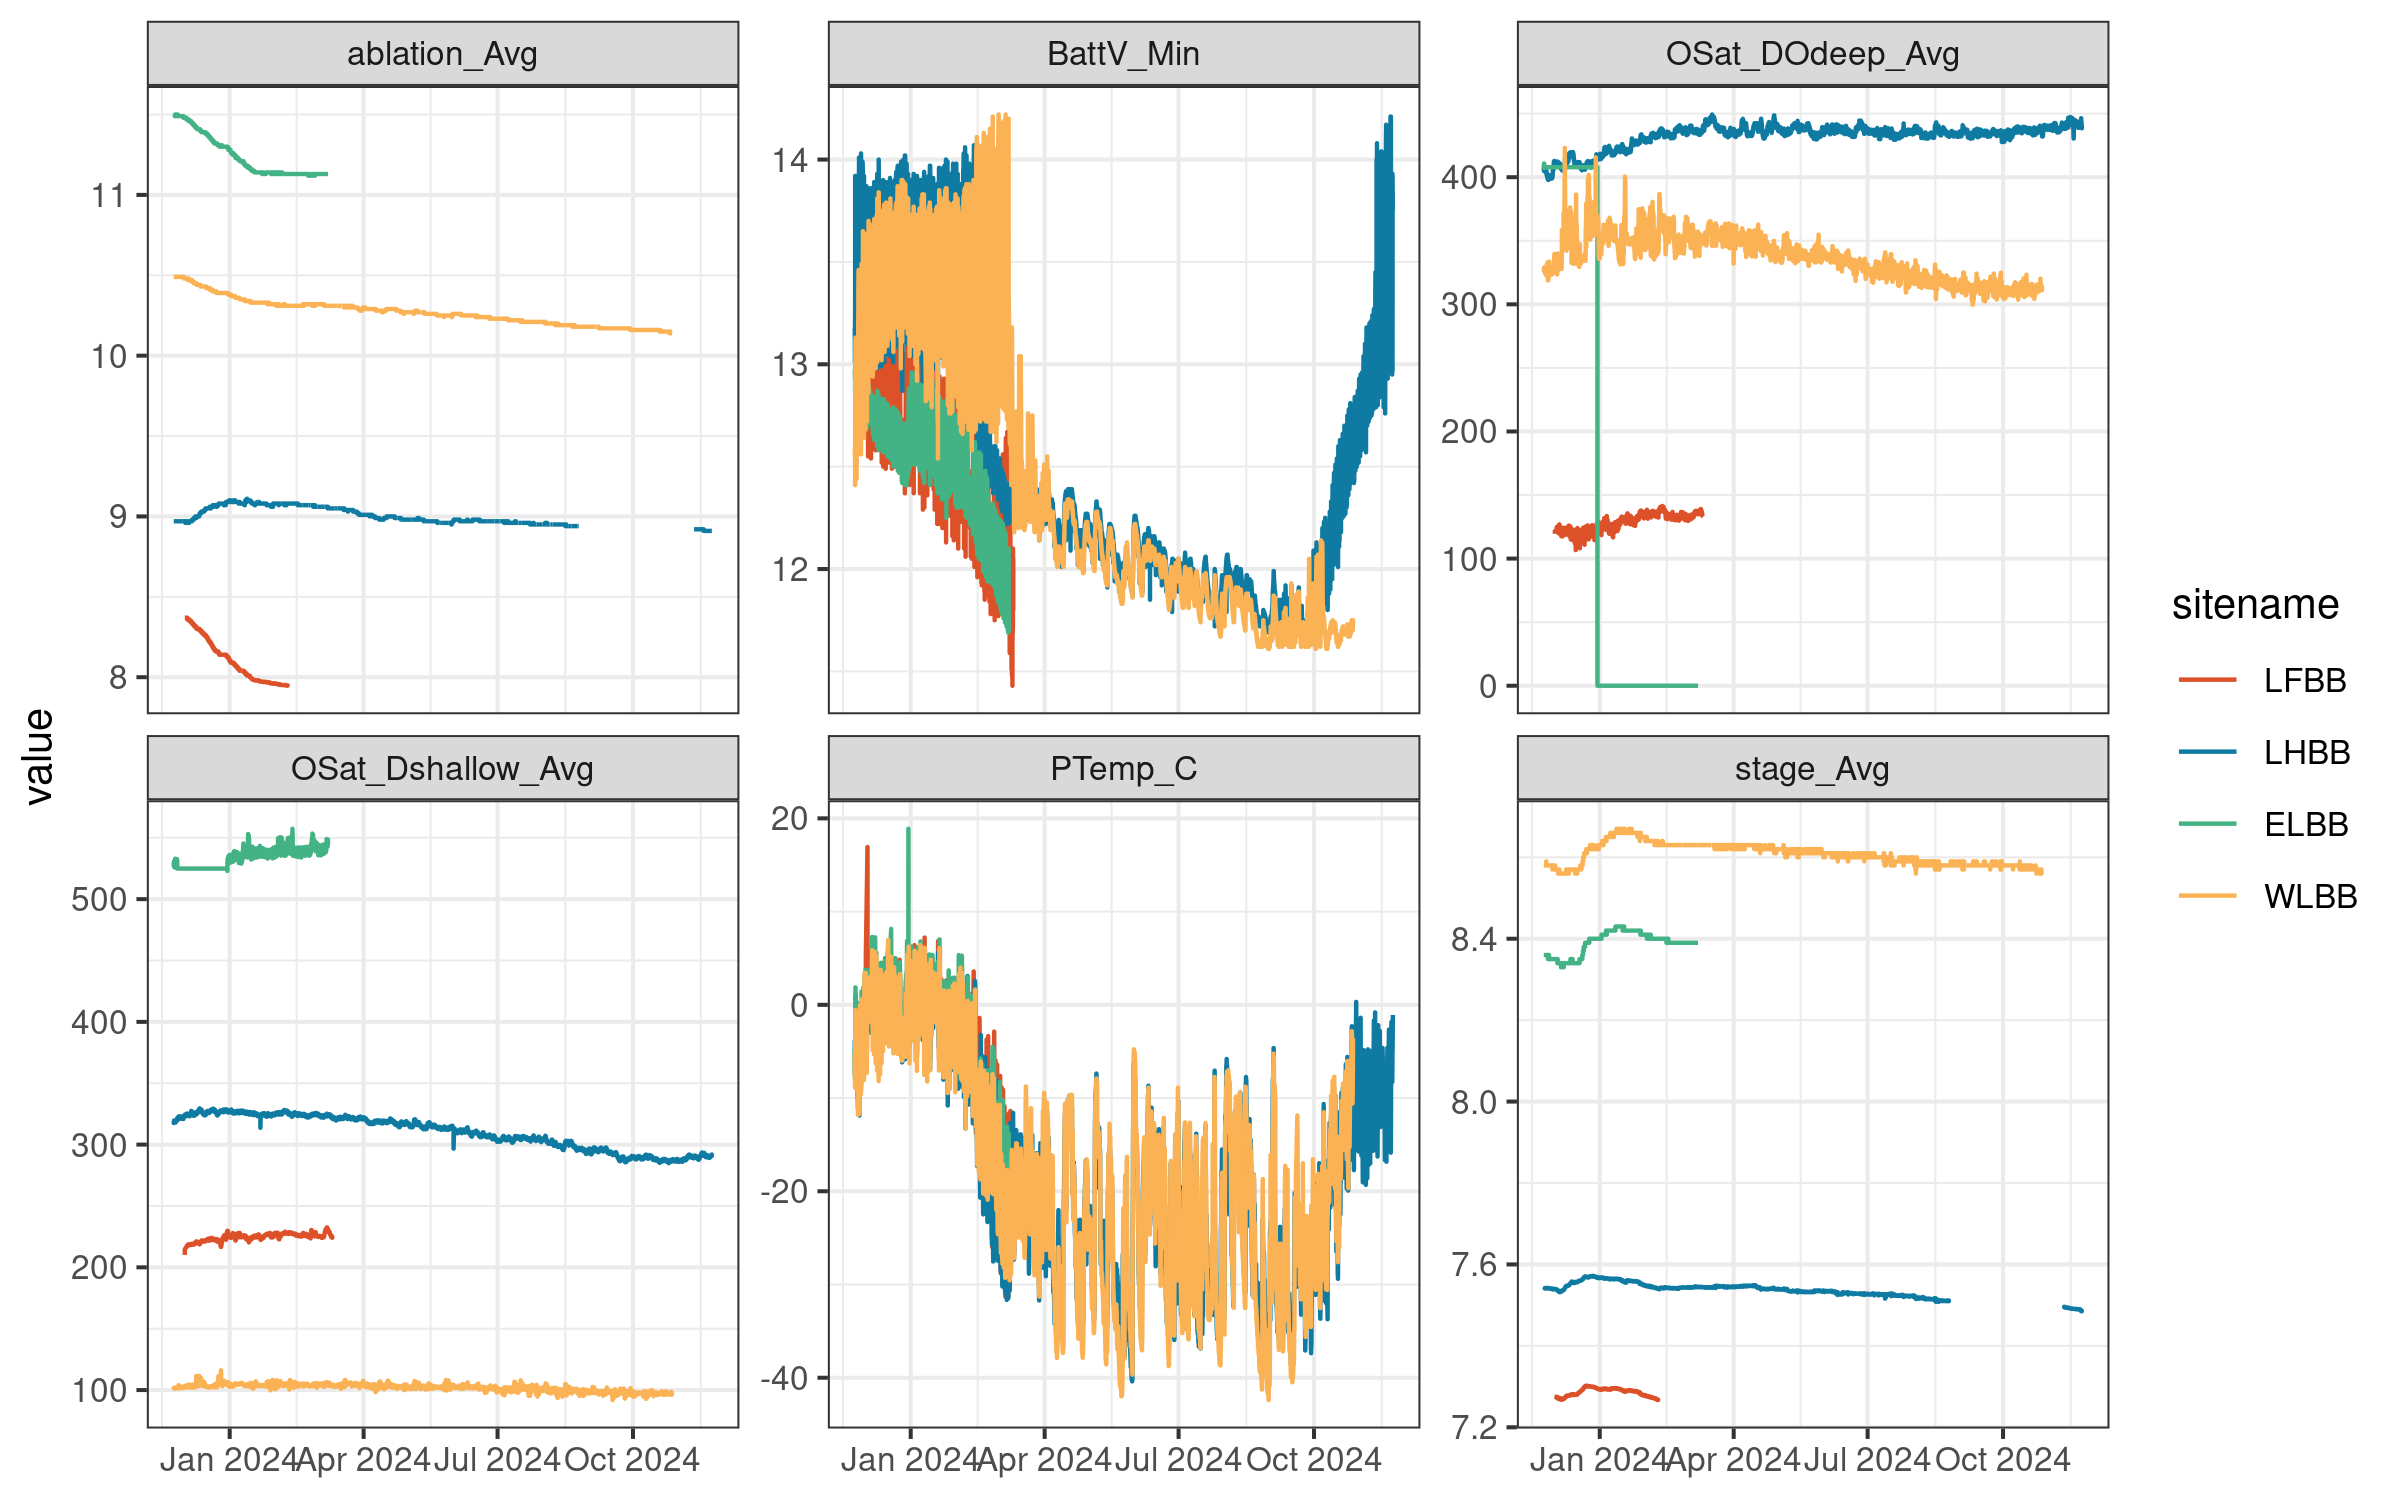 ablation_Avg
BattV_Min
OSat_DOdeep_Avg
11
10
9
8
14
13
12
400
300
200
100
0
value
OSat_Dshallow_Avg
PTemp_C
stage_Avg
500
400
300
200
100
20
0
-20
-40
8.4
8.0
7.6
7.2
Jan 2024 Apr 2024 Jul 2024 Oct 2024
Jan 2024 Apr 2024 Jul 2024 Oct 2024
Jan 2024 Apr 2024 Jul 2024 Oct 2024
sitename
LFBB
LHBB
ELBB
WLBB